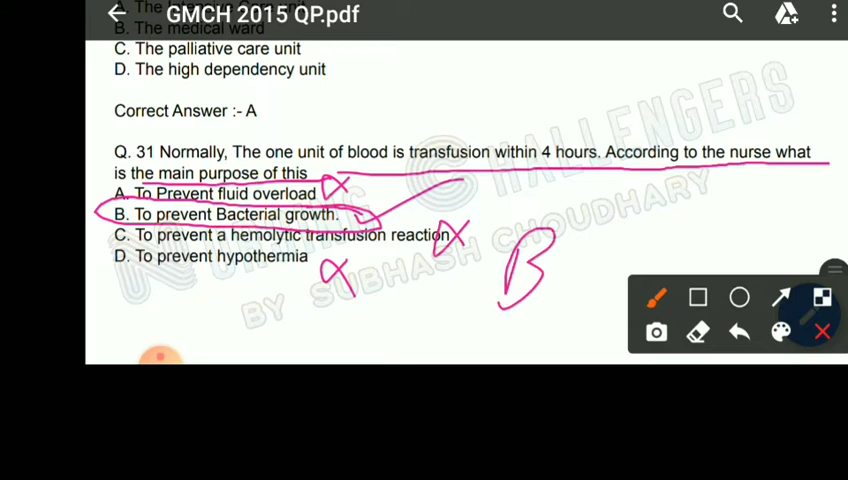 GMCH 2015 QP.pdf
B. The medical ward
C. The palliative care unit
D. The high dependency unit
Correct Answer :- A
Q. 31 Normally, The one unit of blood is transfusion within 4 hours. According to the nurse what
is the main purpose of this
A. To Prevent fluid overload
B. To prevent Bacterial growth.
C. To prevent a hemolytic transfusion reaction
D. To prevent hypothermia
B
NURSING CHALLENGERS
BY SUBHASH CHOUDHARY